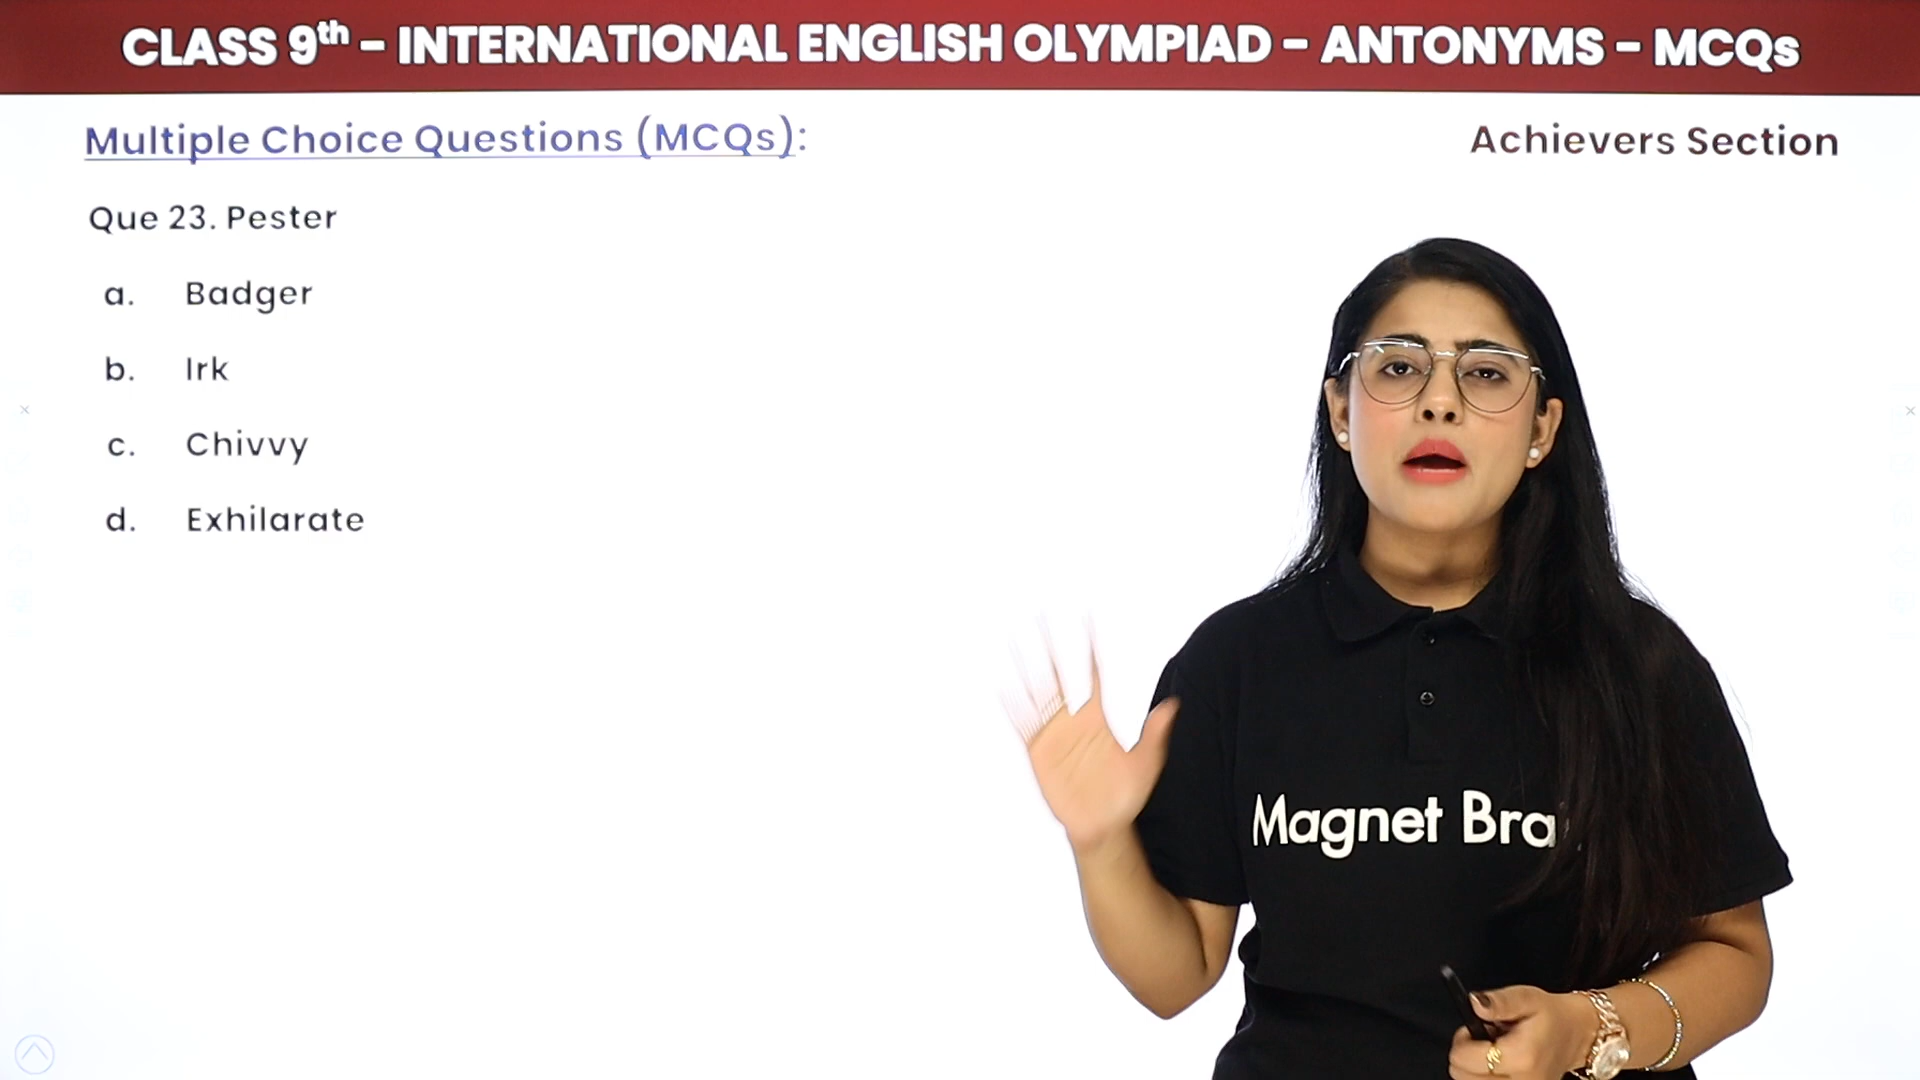 CLASS 9th - INTERNATIONAL ENGLISH OLYMPIAD - ANTONYMS - MCQs
Multiple Choice Questions (MCQs):
Achievers Section
Que 23. Pester
a. Badger
b. Irk
c. Chivvy
d. Exhilarate
Magnet Bra